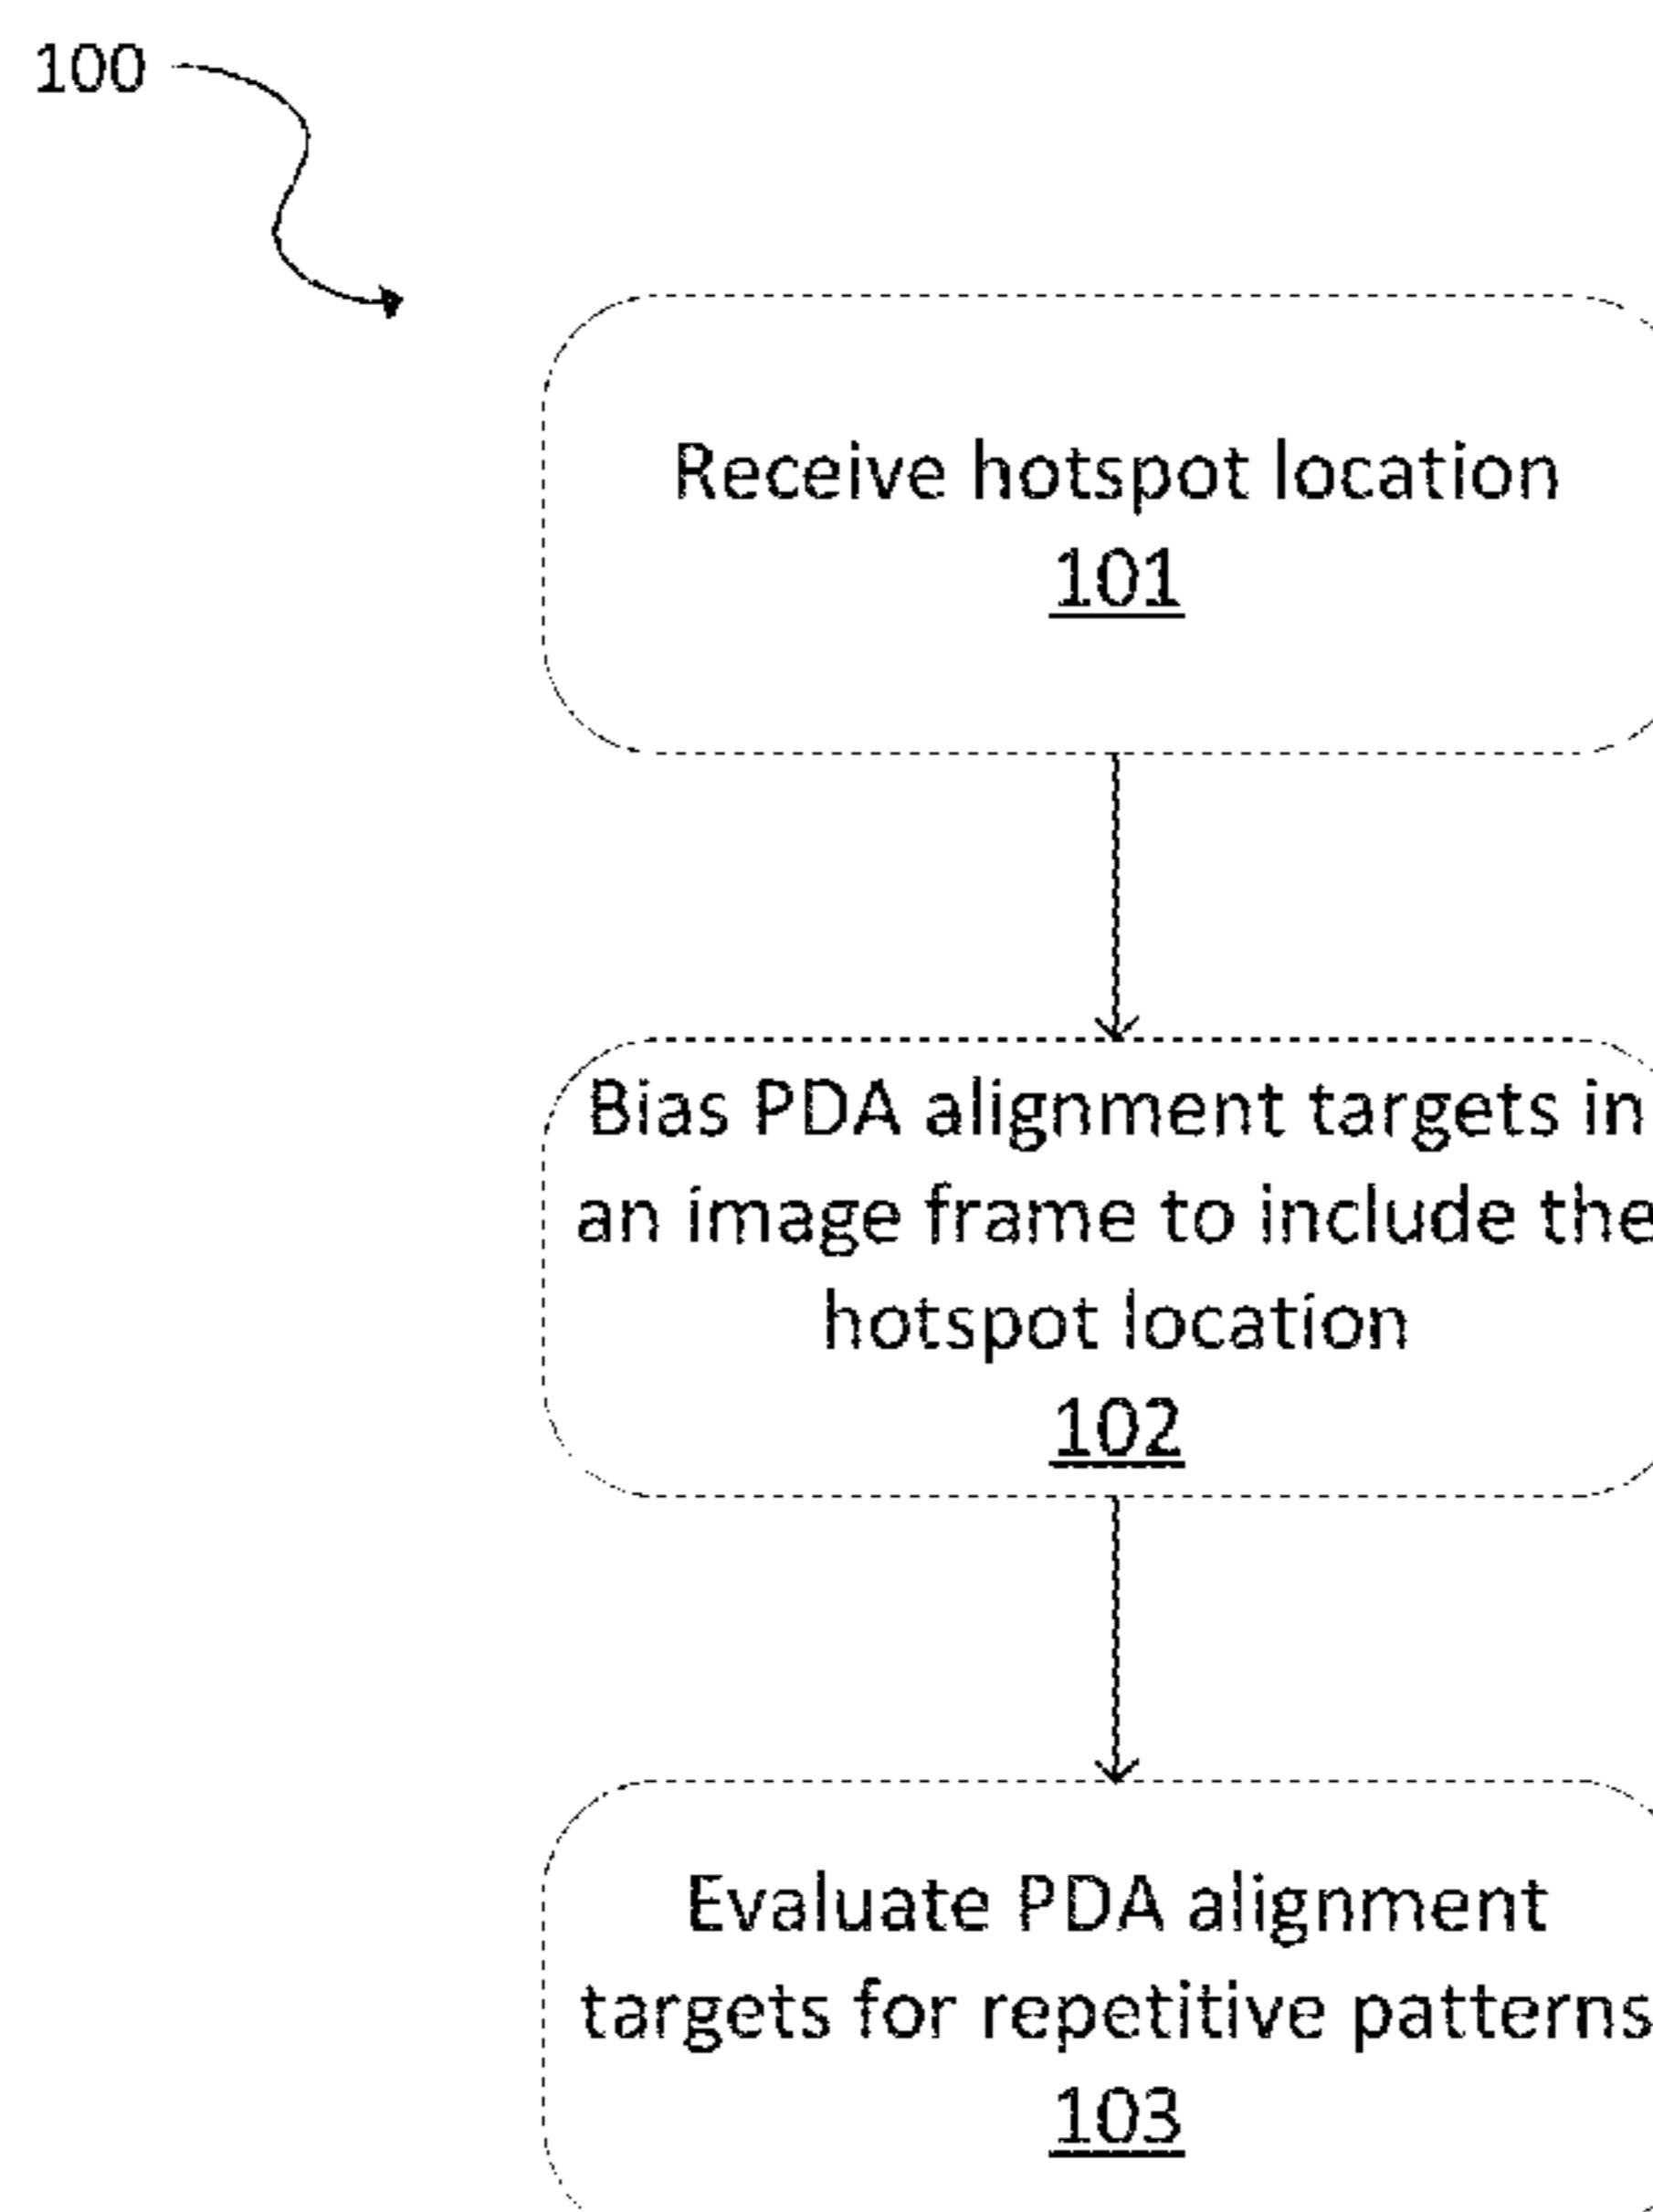 100
Receive hotspot location
101
Bias PDA alignment targets in
an image frame to include the
hotspot location
102
Evaluate PDA alignment
targets for repetitive patterns
103